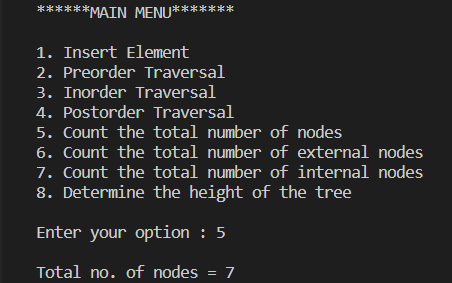 ******MAIN MENU*******
1. Insert Element
2. Preorder Traversal
3. Inorder Traversal
4. Postorder Traversal
5. Count the total number of nodes
6. Count the total number of external nodes
7. Count the total number of internal nodes
8. Determine the height of the tree
Enter your option : 5
Total no. of nodes = 7